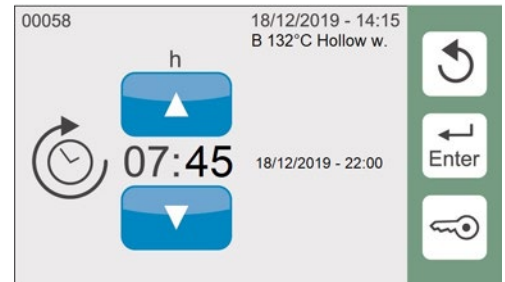 00058
18/12/2019 - 14:15
B 132°C Hollow w.
h
07:45
18/12/2019 - 22:00
Enter